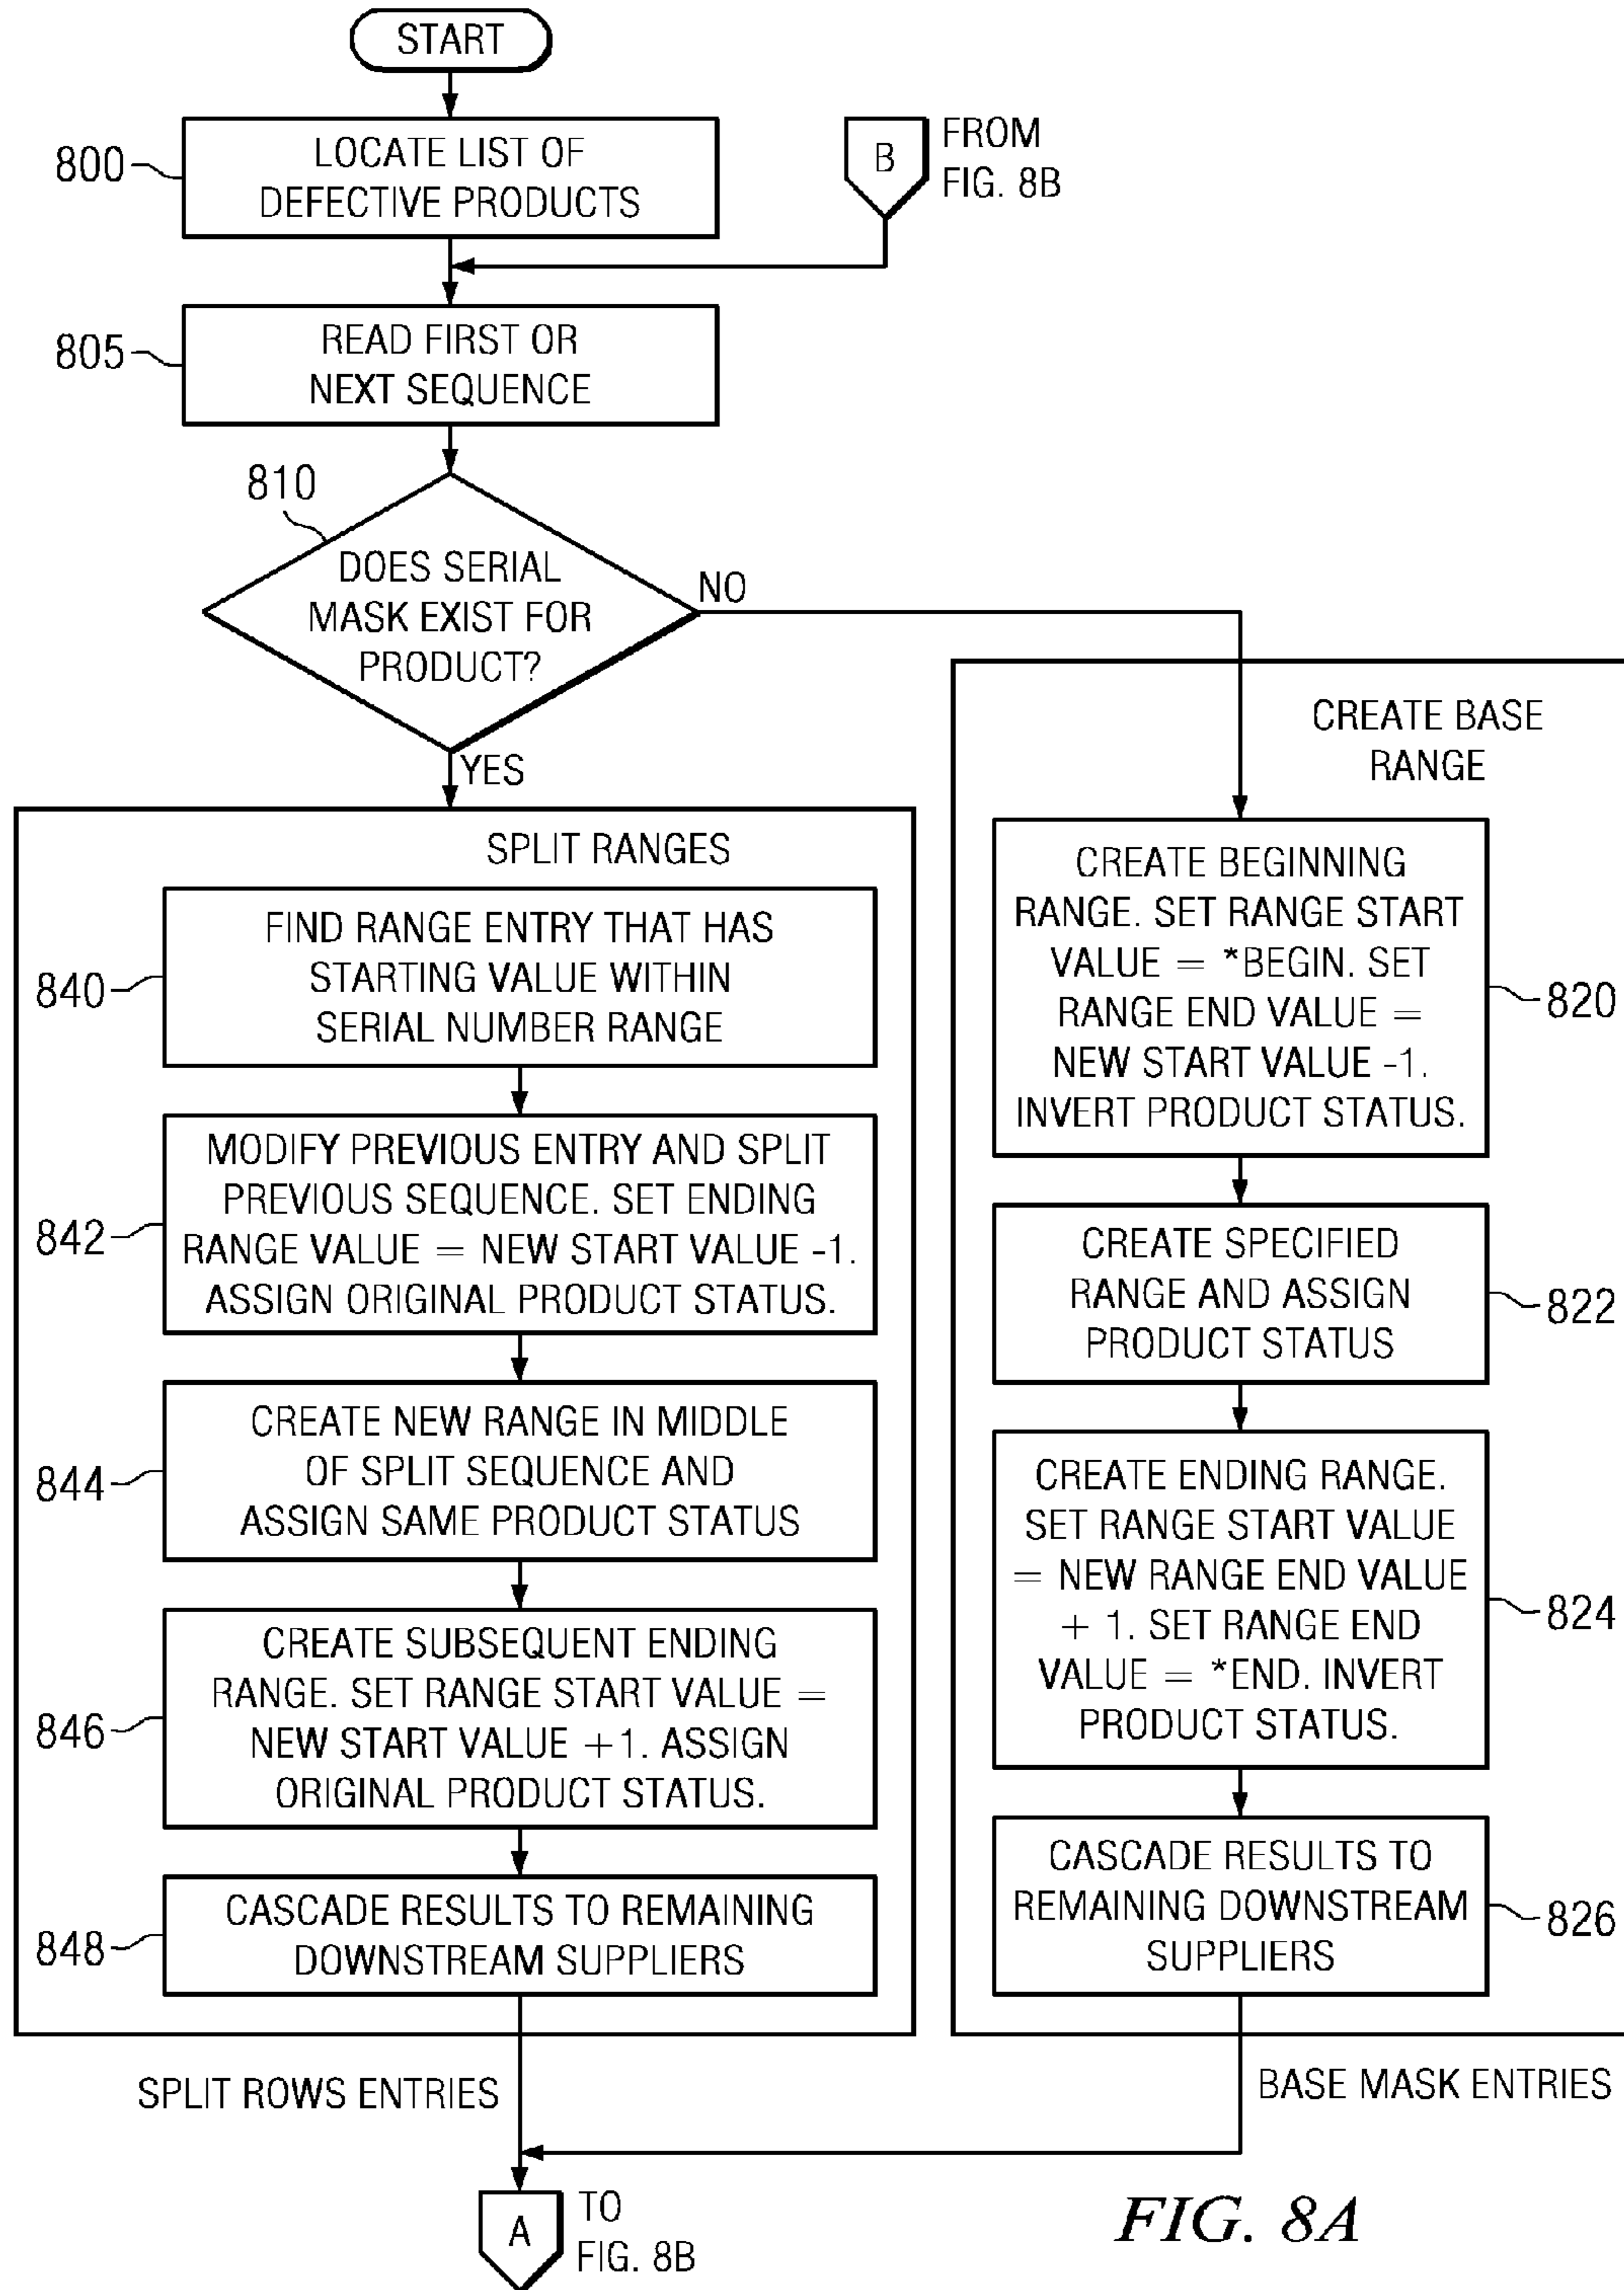 START
800
LOCATE LIST OF
DEFECTIVE PRODUCTS
B
FROM
FIG. 8B
805
READ FIRST OR
NEXT SEQUENCE
810
DOES SERIAL
MASK EXIST FOR
PRODUCT?
NO
YES
SPLIT RANGES
840
FIND RANGE ENTRY THAT HAS
STARTING VALUE WITHIN
SERIAL NUMBER RANGE
842
MODIFY PREVIOUS ENTRY AND SPLIT
PREVIOUS SEQUENCE. SET ENDING
RANGE VALUE = NEW START VALUE -1.
ASSIGN ORIGINAL PRODUCT STATUS.
844
CREATE NEW RANGE IN MIDDLE
OF SPLIT SEQUENCE AND
ASSIGN SAME PRODUCT STATUS
846
CREATE SUBSEQUENT ENDING
RANGE. SET RANGE START VALUE =
NEW START VALUE +1. ASSIGN
ORIGINAL PRODUCT STATUS.
848
CASCADE RESULTS TO REMAINING
DOWNSTREAM SUPPLIERS
SPLIT ROWS ENTRIES
CREATE BASE
RANGE
CREATE BEGINNING
RANGE. SET RANGE START
VALUE = *BEGIN. SET
RANGE END VALUE =
NEW START VALUE -1.
INVERT PRODUCT STATUS.
820
CREATE SPECIFIED
RANGE AND ASSIGN
PRODUCT STATUS
822
CREATE ENDING RANGE.
SET RANGE START VALUE
= NEW RANGE END VALUE
+ 1. SET RANGE END
VALUE = *END. INVERT
PRODUCT STATUS.
824
CASCADE RESULTS TO
REMAINING DOWNSTREAM
SUPPLIERS
826
BASE MASK ENTRIES
A
TO
FIG. 8B
FIG. 8A